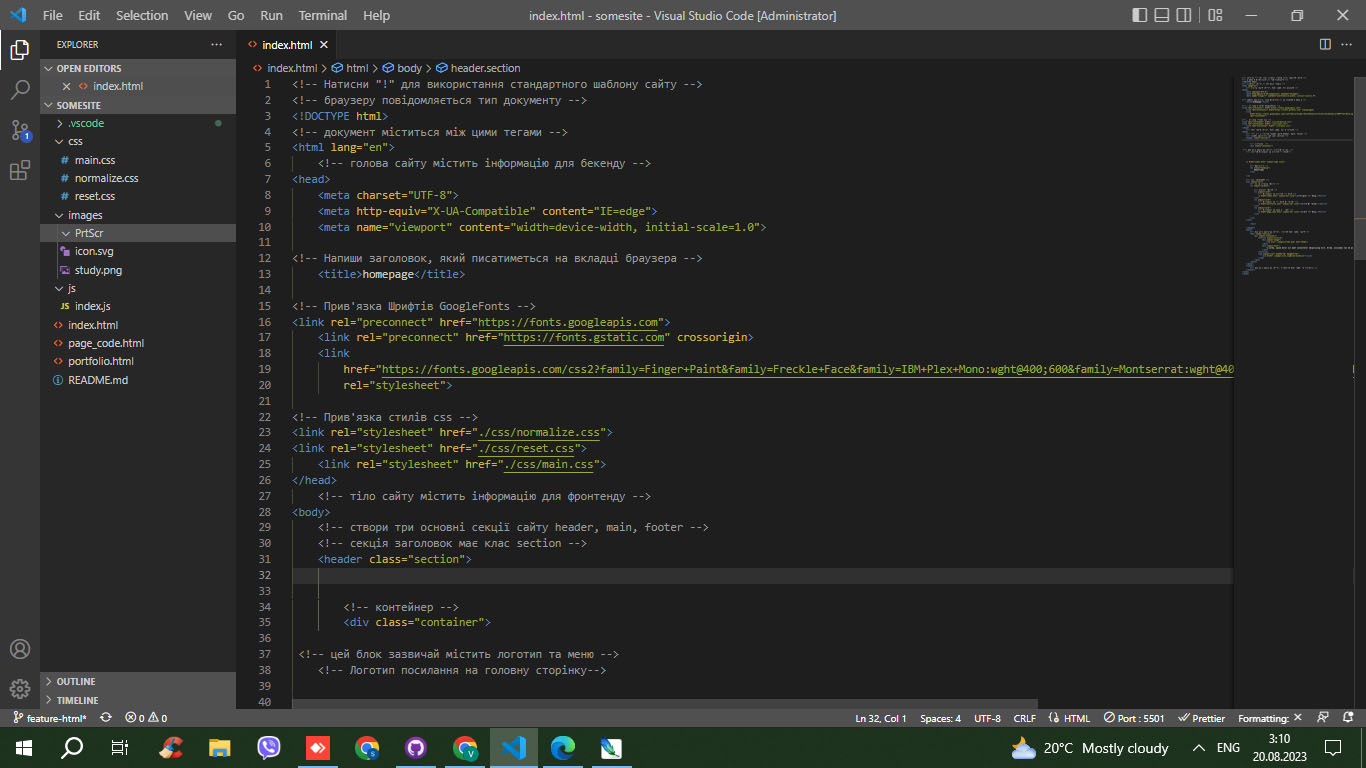 File Edit Selection View Go Run Terminal Help
index.html - somesite - Visual Studio Code [Administrator]
EXPLORER
OPEN EDITORS
index.html
SOMESITE
.vscode
css
# main.css
# normalize.css
# reset.css
images
PrtScr
icon.svg
study.png
js
JS index.js
index.html
page_code.html
portfolio.html
README.md
OUTLINE
TIMELINE
1
index.html
index.html > html > body > header.section
1 <!-- Натисни "!" для використання стандартного шаблону сайту -->
2 <!-- браузеру повідомляється тип документу -->
3 <!DOCTYPE html>
4 <!-- документ міститься між цими тегами -->
5 <html lang="en">
6 <!-- голова сайту містить інформацію для бекенду -->
7 <head>
8 <meta charset="UTF-8">
9 <meta http-equiv="X-UA-Compatible" content="IE=edge">
10 <meta name="viewport" content="width=device-width, initial-scale=1.0">
11
12 <!-- Напиши заголовок, який писатиметься на вкладці браузера -->
13 <title>homepage</title>
14
15 <!-- Прив'язка Шрифтів GoogleFonts -->
16 <link rel="preconnect" href="https://fonts.googleapis.com">
17 <link rel="preconnect" href="https://fonts.gstatic.com" crossorigin>
18 <link
19 href="https://fonts.googleapis.com/css2?family=Finger+Paint&family=Freckle+Face&family=IBM+Plex+Mono:wght@400;600&family=Montserrat:wght@40
20 rel="stylesheet">
21
22 <!-- Прив'язка стилів css -->
23 <link rel="stylesheet" href="./css/normalize.css">
24 <link rel="stylesheet" href="./css/reset.css">
25 <link rel="stylesheet" href="./css/main.css">
26 </head>
27 <!-- тіло сайту містить інформацію для фронтенду -->
28 <body>
29 <!-- створи три основні секції сайту header, main, footer -->
30 <!-- секція заголовок має клас section -->
31 <header class="section">
32
33
34 <!-- контейнер -->
35 <div class="container">
36
37 <!-- цей блок зазвичай містить логотип та меню -->
38 <!-- Логотип посилання на головну сторінку-->
39
40
feature-html* 0 0 Ln 32, Col 1 Spaces: 4 UTF-8 CRLF HTML Port : 5501 Prettier Formatting: ×
20°C Mostly cloudy ENG 3:10
20.08.2023